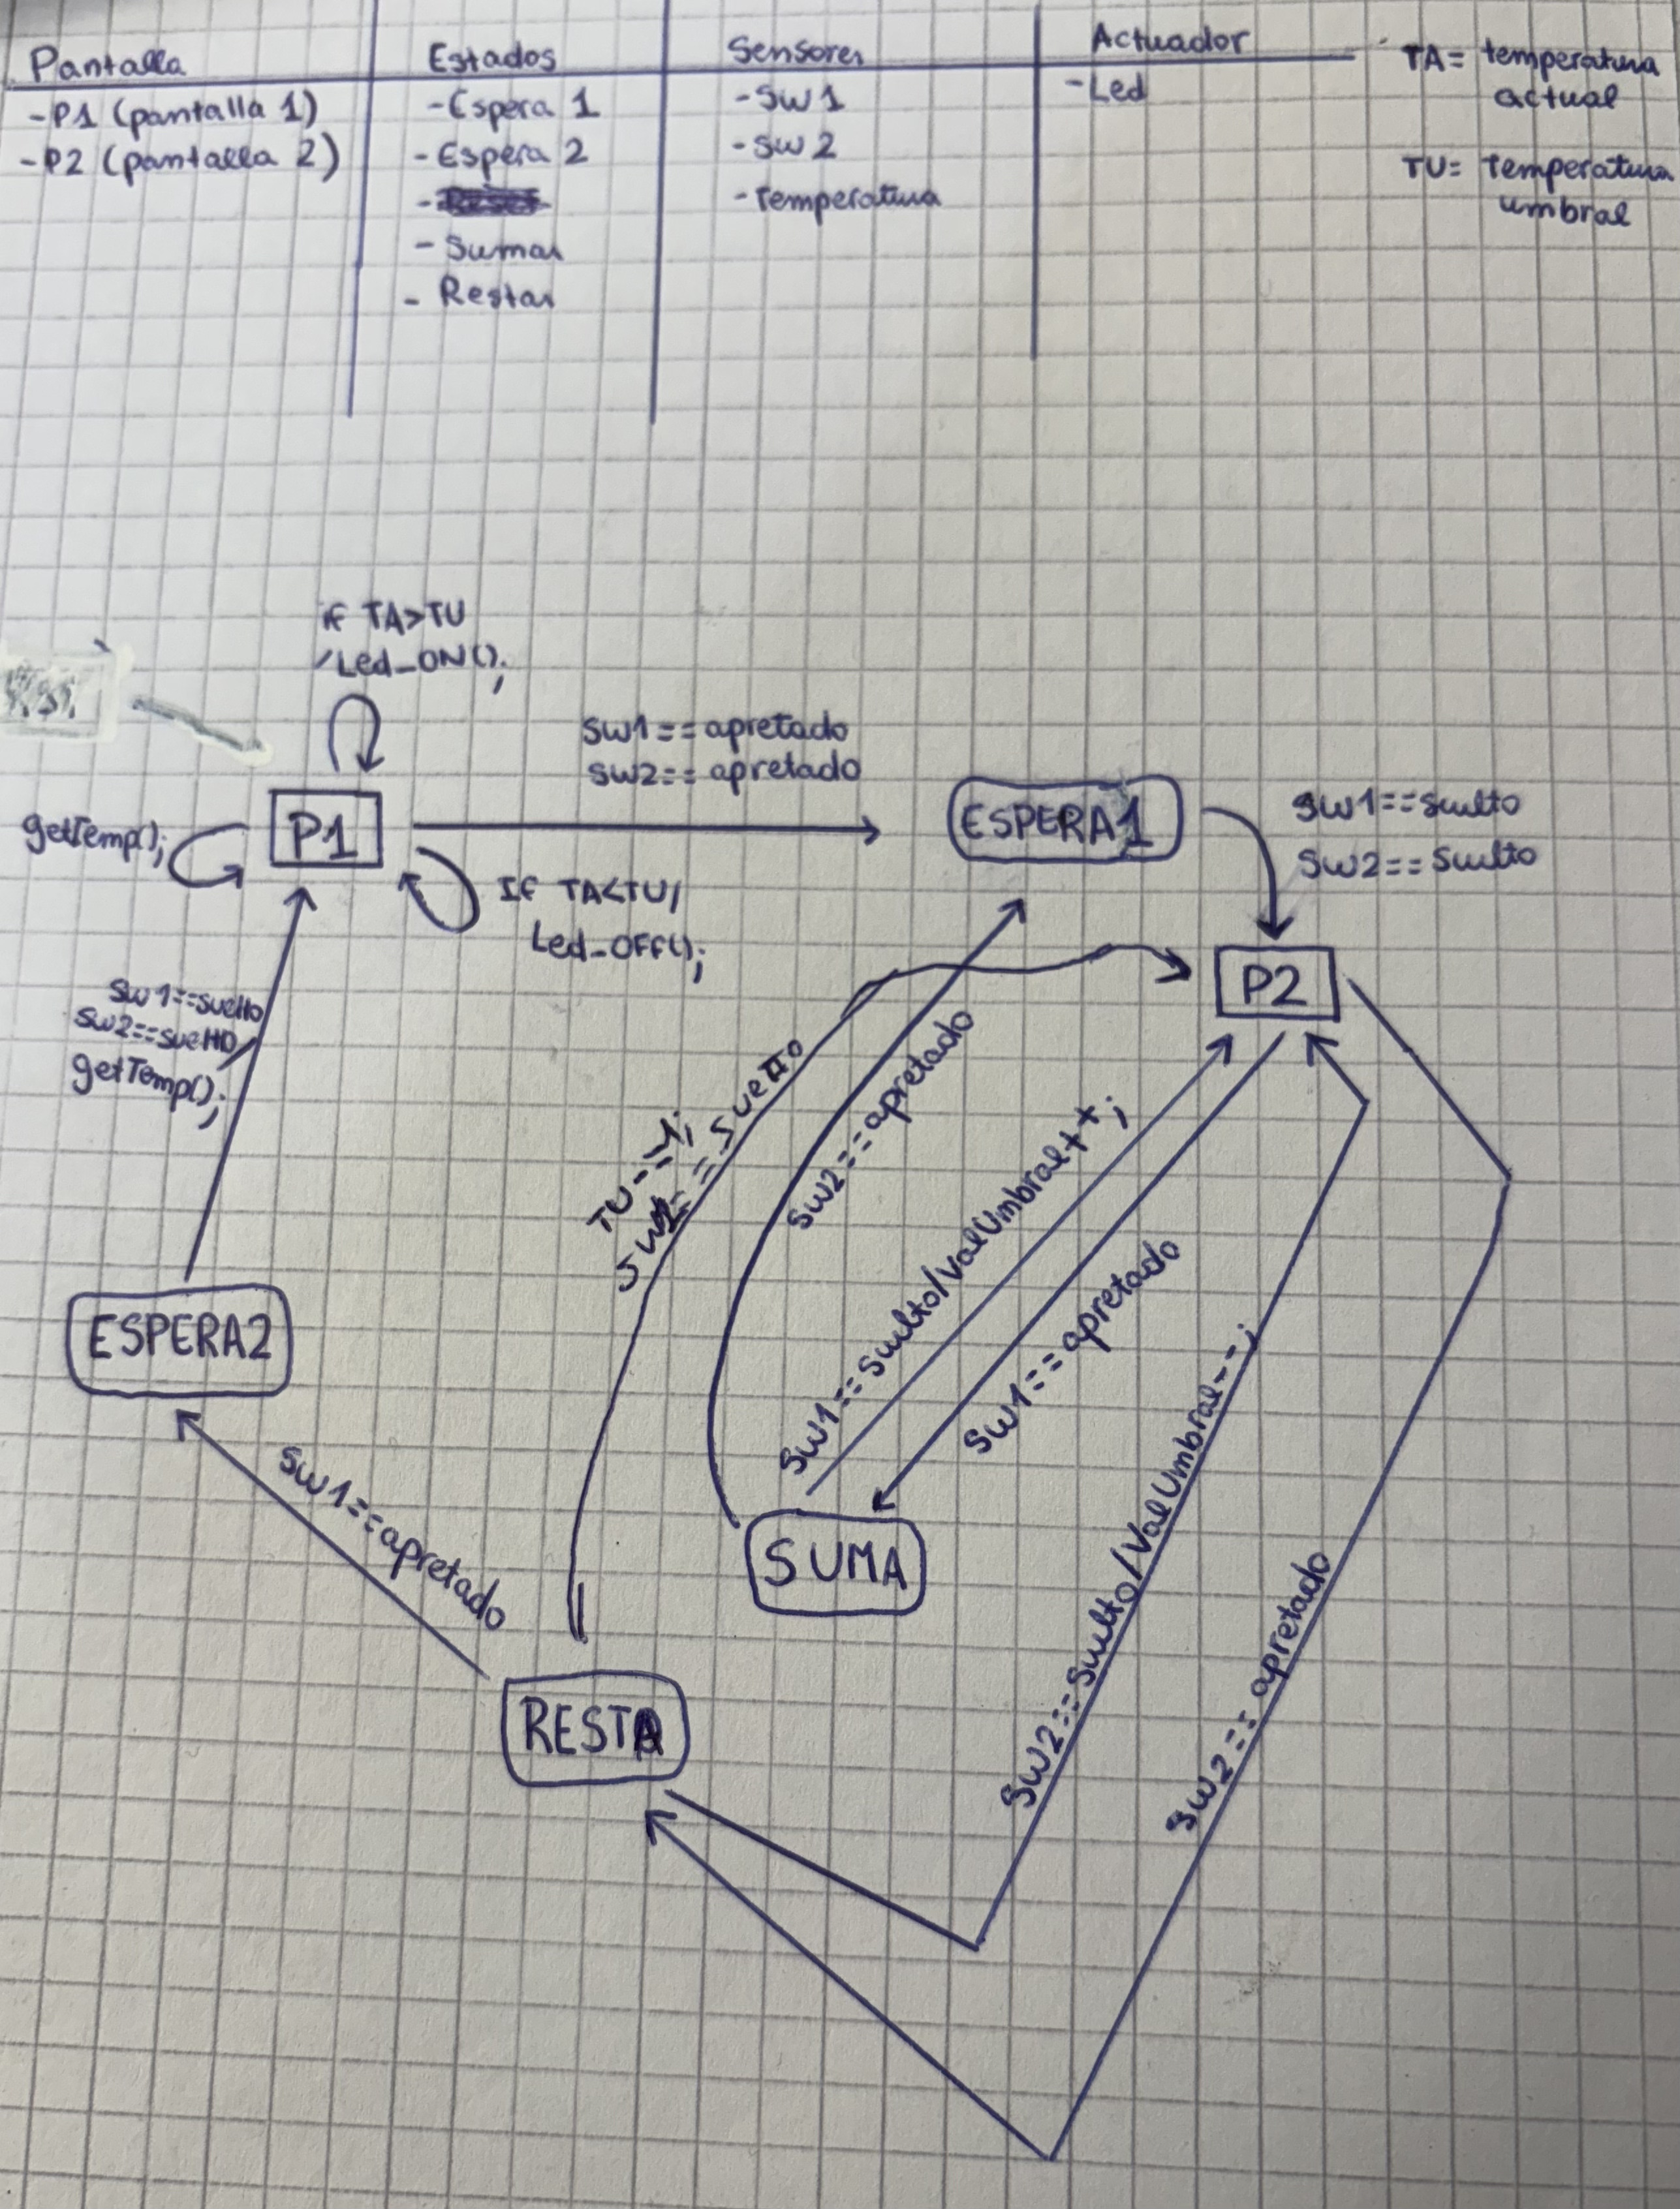 Pantalla
-P1 (pantalla 1)
-P2 (pantalla 2)
Estados
-Espera 1
-Espera 2
-
- Sumar
- Restar
Sensores
-SW1
-SW2
-Temperatura
Actuador
-Led
TA= temperatura
actual
TU= Temperatura
umbral
if TA>TU
/Led_ON();
getTemp();
P1
If TA<TU/
Led_OFF();
SW1==apretado
SW2== apretado
ESPERA1
SW1==suelto
SW2==suelto
P2
SW1==suelto
SW2==suelto/
getTemp();
ESPERA2
SW1==apretado
TU-=1;
== suelto
SW2==apretado
SW1==suelto/ValUmbral++;
SW1==apretado
SUMA
RESTA
SW2==suelto/ValUmbral--;
SW2== apretado